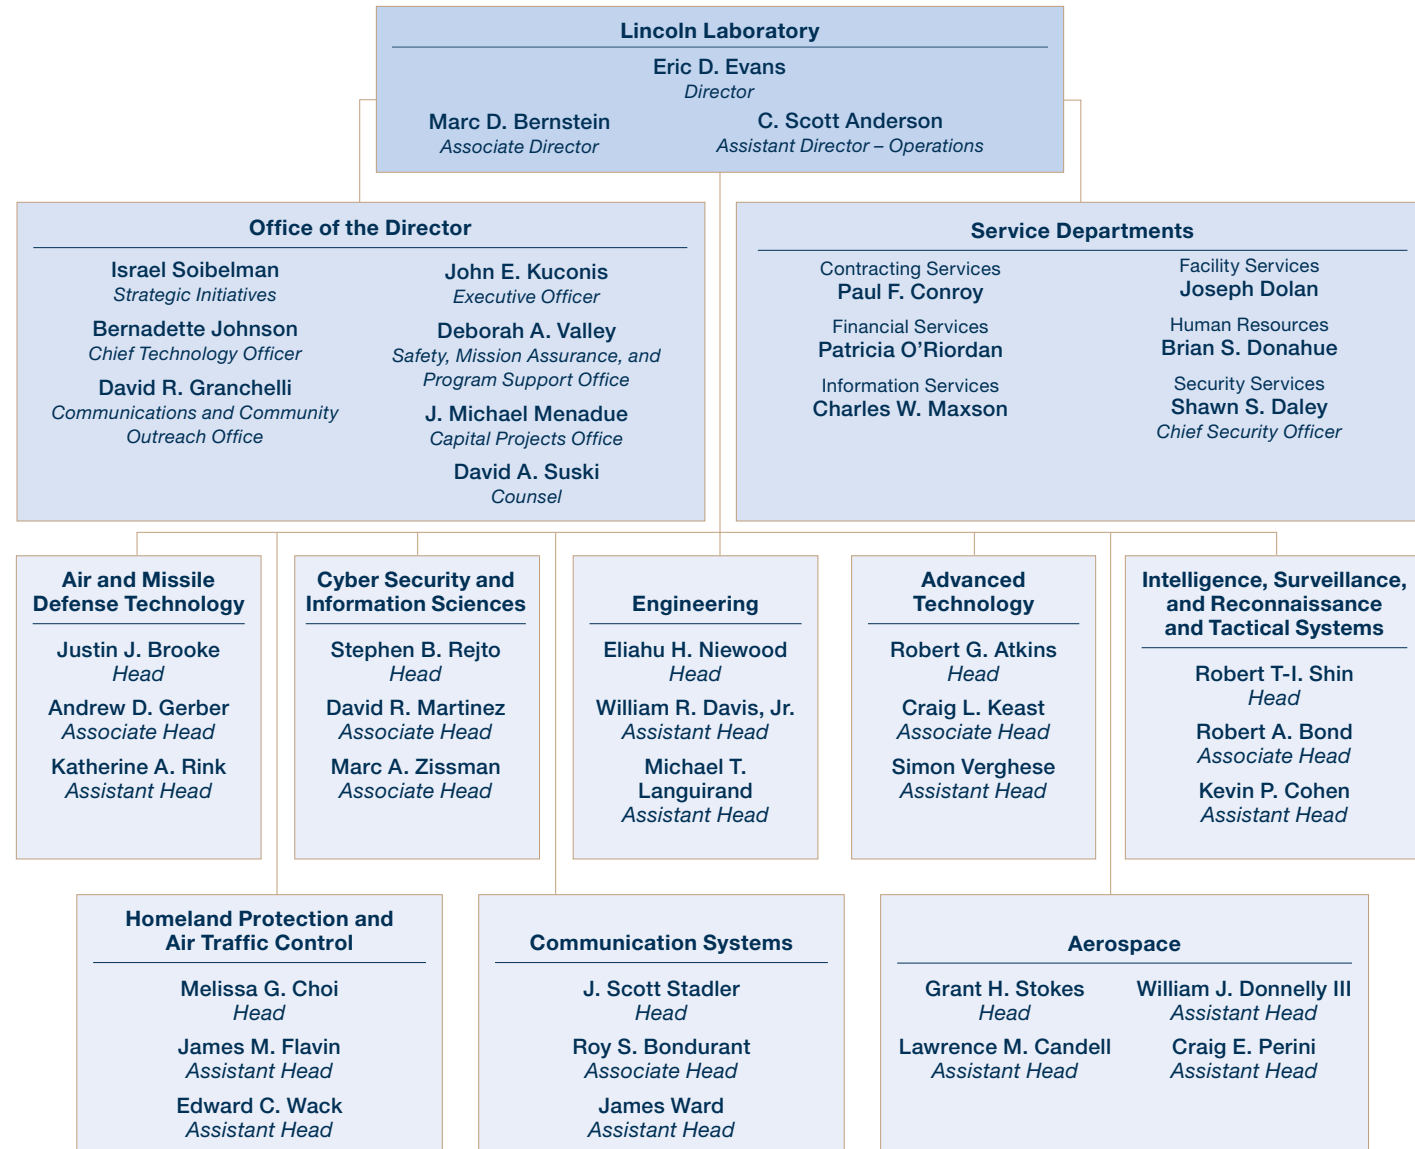 Lincoln Laboratory
Eric D. Evans
Director
Marc D. Bernstein
Associate Director
C. Scott Anderson
Assistant Director – Operations
Office of the Director
Israel Soibelman
Strategic Initiatives
Bernadette Johnson
Chief Technology Officer
David R. Granchelli
Communications and Community
Outreach Office
John E. Kuconis
Executive Officer
Deborah A. Valley
Safety, Mission Assurance, and
Program Support Office
J. Michael Menadue
Capital Projects Office
David A. Suski
Counsel
Service Departments
Contracting Services
Paul F. Conroy
Financial Services
Patricia O’Riordan
Information Services
Charles W. Maxson
Facility Services
Joseph Dolan
Human Resources
Brian S. Donahue
Security Services
Shawn S. Daley
Chief Security Officer
Air and Missile
Defense Technology
Justin J. Brooke
Head
Andrew D. Gerber
Associate Head
Katherine A. Rink
Assistant Head
Cyber Security and
Information Sciences
Stephen B. Rejto
Head
David R. Martinez
Associate Head
Marc A. Zissman
Associate Head
Engineering
Eliahu H. Niewood
Head
William R. Davis, Jr.
Assistant Head
Michael T.
Languirand
Assistant Head
Advanced
Technology
Robert G. Atkins
Head
Craig L. Keast
Associate Head
Simon Verghese
Assistant Head
Intelligence, Surveillance,
and Reconnaissance
and Tactical Systems
Robert T-I. Shin
Head
Robert A. Bond
Associate Head
Kevin P. Cohen
Assistant Head
Homeland Protection and
Air Traffic Control
Melissa G. Choi
Head
James M. Flavin
Assistant Head
Edward C. Wack
Assistant Head
Communication Systems
J. Scott Stadler
Head
Roy S. Bondurant
Associate Head
James Ward
Assistant Head
Aerospace
Grant H. Stokes
Head
Lawrence M. Candell
Assistant Head
William J. Donnelly III
Assistant Head
Craig E. Perini
Assistant Head